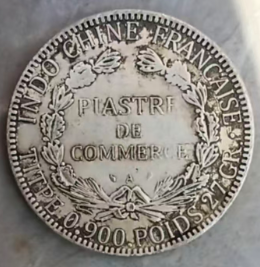 INDO-CHINE FRANÇAISE
PIASTRE
DE
COMMERCE
A
TITRE 0.900 POIDS 27 GR.